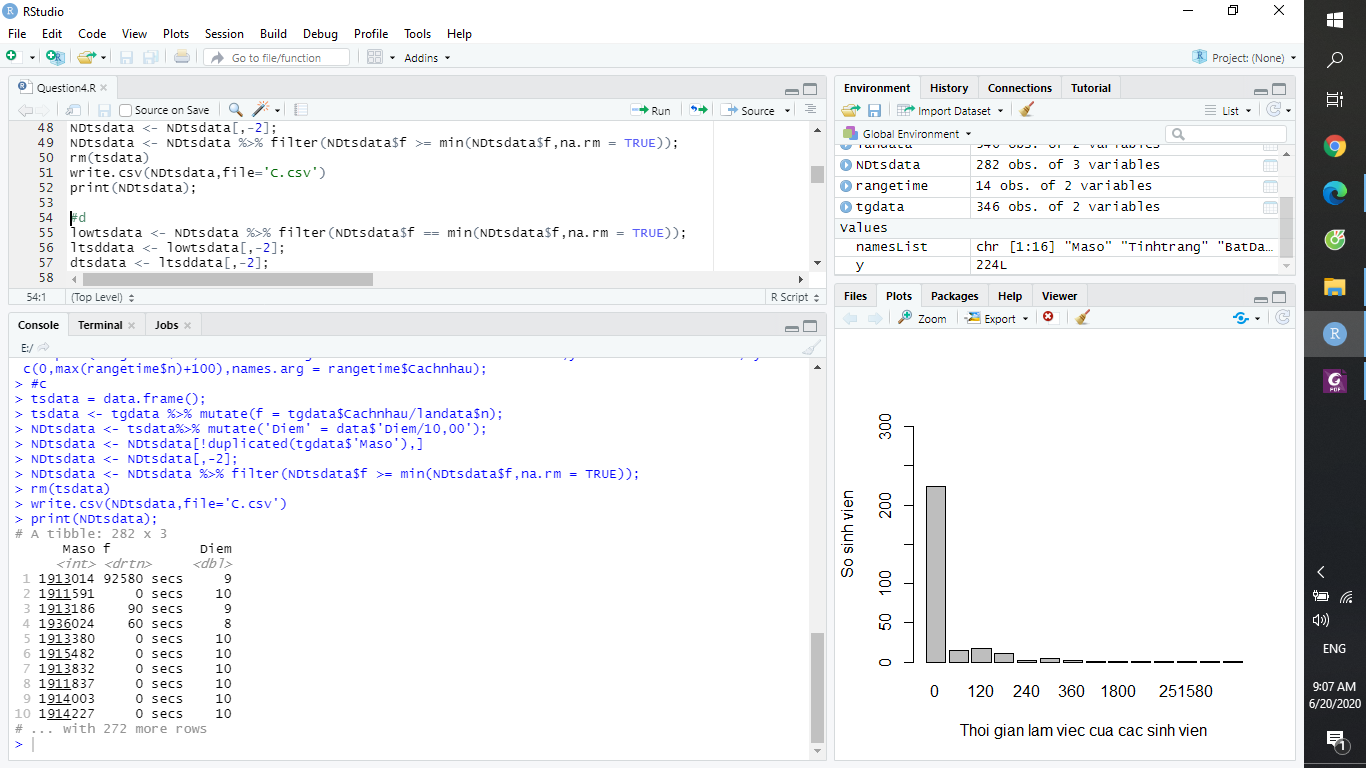 RStudio
File Edit Code View Plots Session Build Debug Profile Tools Help
Go to file/function Addins Project: (None)
Question4.R
Source on Save Run Source
48 NDtsdata <- NDtsdata[,-2];
49 NDtsdata <- NDtsdata %>% filter(NDtsdata$f >= min(NDtsdata$f,na.rm = TRUE));
50 rm(tsdata)
51 write.csv(NDtsdata,file='C.csv')
52 print(NDtsdata);
53
54 #d
55 lowtsdata <- NDtsdata %>% filter(NDtsdata$f == min(NDtsdata$f,na.rm = TRUE));
56 ltsddata <- lowtsdata[,-2];
57 dtsdata <- ltsddata[,-2];
58
54:1 (Top Level) R Script
Console Terminal Jobs
E:/
c(0,max(rangetime$n)+100),names.arg = rangetime$Cachnhau);
> #c
> tsdata = data.frame();
> tsdata <- tgdata %>% mutate(f = tgdata$Cachnhau/landata$n);
> NDtsdata <- tsdata%>% mutate('Diem' = data$'Diem/10,00');
> NDtsdata <- NDtsdata[!duplicated(tgdata$'Maso'),]
> NDtsdata <- NDtsdata[,-2];
> NDtsdata <- NDtsdata %>% filter(NDtsdata$f >= min(NDtsdata$f,na.rm = TRUE));
> rm(tsdata)
> write.csv(NDtsdata,file='C.csv')
> print(NDtsdata);
# A tibble: 282 x 3
Maso f Diem
<int> <drtn> <dbl>
1 1913014 92580 secs 9
2 1911591 0 secs 10
3 1913186 90 secs 9
4 1936024 60 secs 8
5 1913380 0 secs 10
6 1915482 0 secs 10
7 1913832 0 secs 10
8 1911837 0 secs 10
9 1914003 0 secs 10
10 1914227 0 secs 10
# ... with 272 more rows
>
Environment History Connections Tutorial
Import Dataset List
Global Environment
NDtsdata 282 obs. of 3 variables
rangetime 14 obs. of 2 variables
tgdata 346 obs. of 2 variables
Values
namesList chr [1:16] "Maso" "Tinhtrang" "BatDa...
y 224L
Files Plots Packages Help Viewer
Zoom Export
300
200
100
50
0
So sinh vien
0 120 240 360 1800 251580
Thoi gian lam viec cua cac sinh vien
ENG
9:07 AM
6/20/2020
1